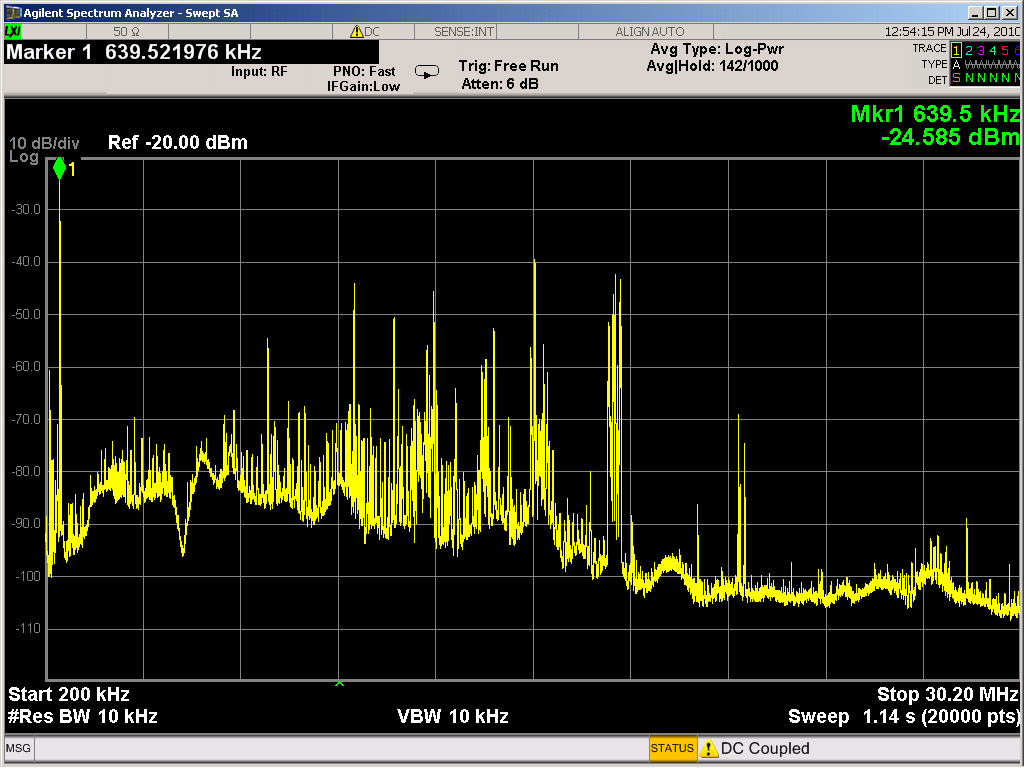 Agilent Spectrum Analyzer - Swept SA
LXI 50 Ω DC SENSE:INT ALIGN AUTO 12:54:15 PM Jul 24, 2010
Marker 1 639.521976 kHz
Input: RF PNO: Fast IFGain:Low
Trig: Free Run
Atten: 6 dB
Avg Type: Log-Pwr
Avg|Hold: 142/1000
TRACE 1 2 3 4 5 6
TYPE A WWWWW
DET S N N N N N
Mkr1 639.5 kHz
-24.585 dBm
10 dB/div Ref -20.00 dBm
Log
1
-30.0
-40.0
-50.0
-60.0
-70.0
-80.0
-90.0
-100
-110
Start 200 kHz Stop 30.20 MHz
#Res BW 10 kHz VBW 10 kHz Sweep 1.14 s (20000 pts)
MSG STATUS DC Coupled